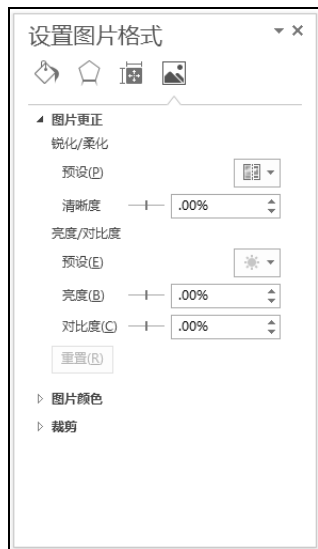 设置图片格式
图片更正
锐化/柔化
预设(P)
清晰度 .00%
亮度/对比度
预设(E)
亮度(B) .00%
对比度(C) .00%
重置(R)
图片颜色
裁剪